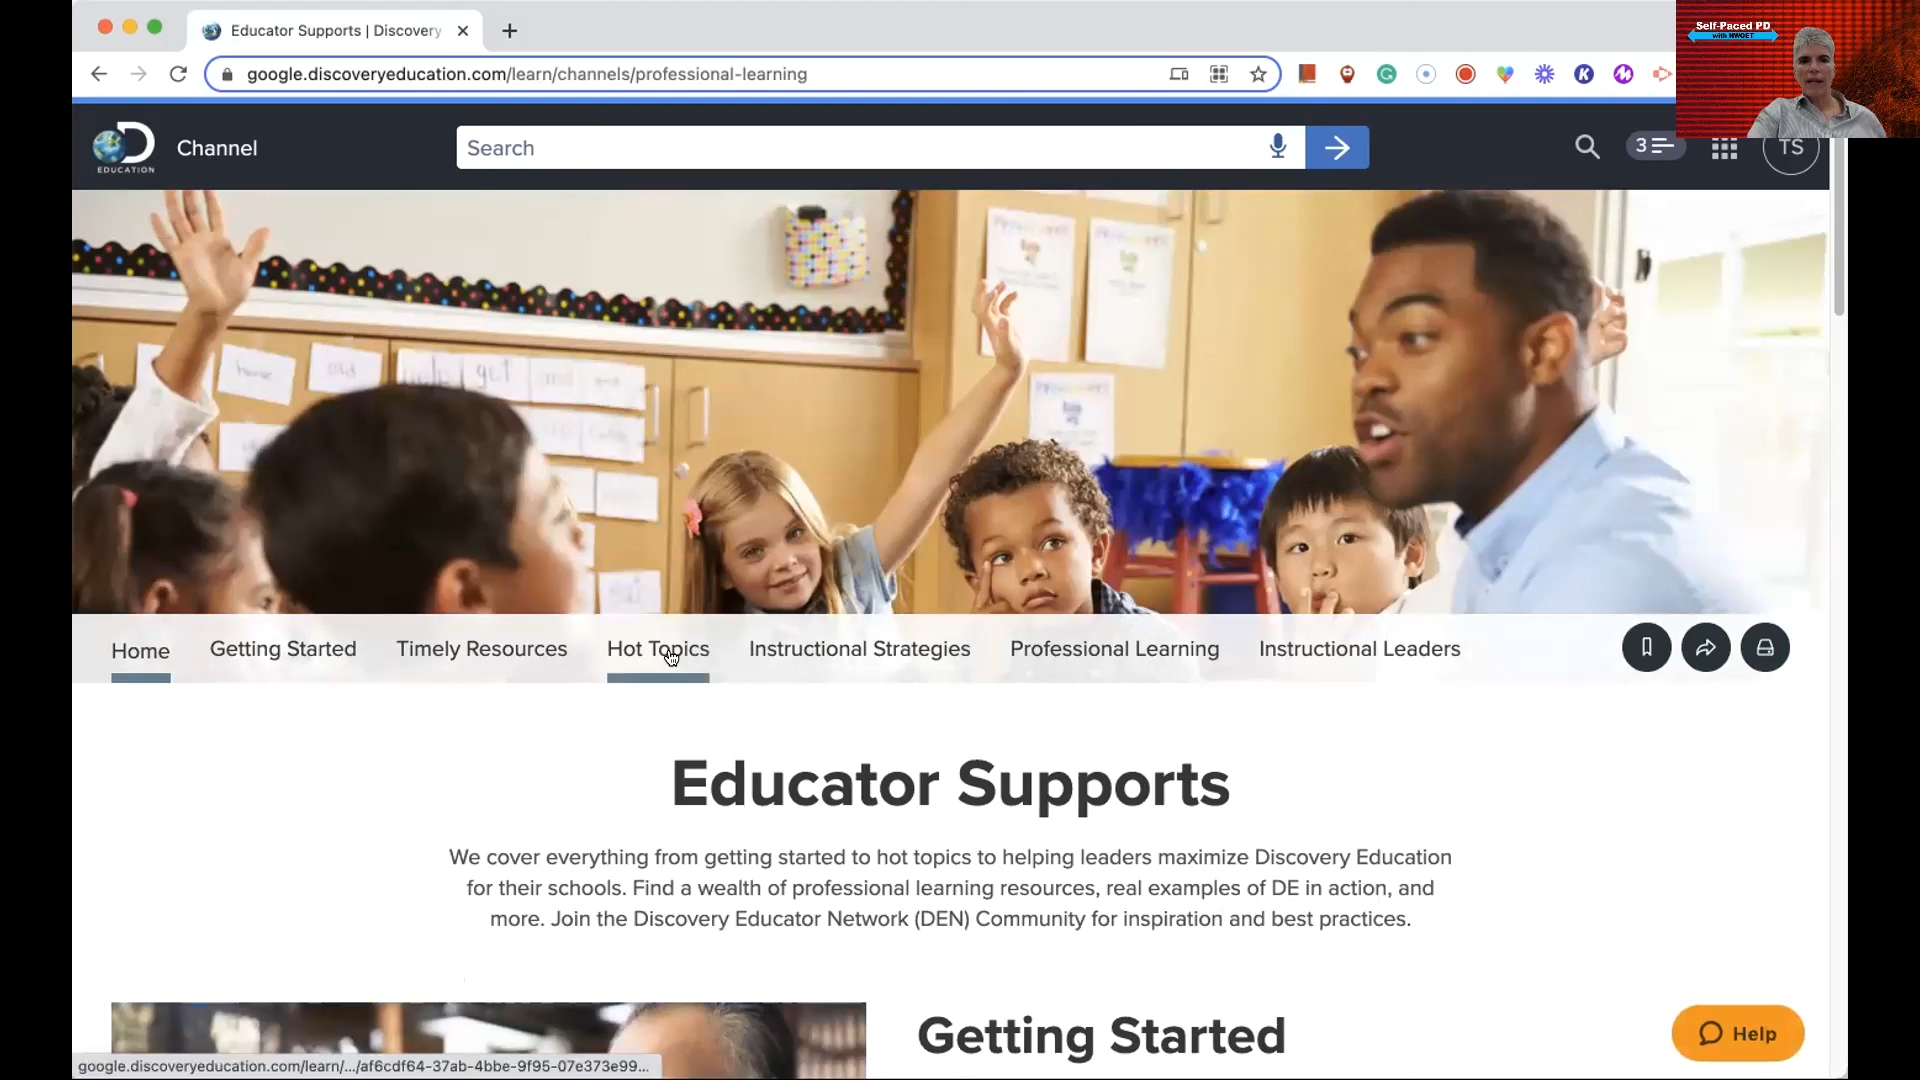 Educator Supports | Discovery
Self-Paced PD
with NWOET
google.discoveryeducation.com/learn/channels/professional-learning
EDUCATION
Channel
Search
3
TS
get
Home
Getting Started
Timely Resources
Hot Topics
Instructional Strategies
Professional Learning
Instructional Leaders
Educator Supports
We cover everything from getting started to hot topics to helping leaders maximize Discovery Education
for their schools. Find a wealth of professional learning resources, real examples of DE in action, and
more. Join the Discovery Educator Network (DEN) Community for inspiration and best practices.
Getting Started
Help
google.discoveryeducation.com/learn/.../af6cdf64-37ab-4bbe-9f95-07e373e99...